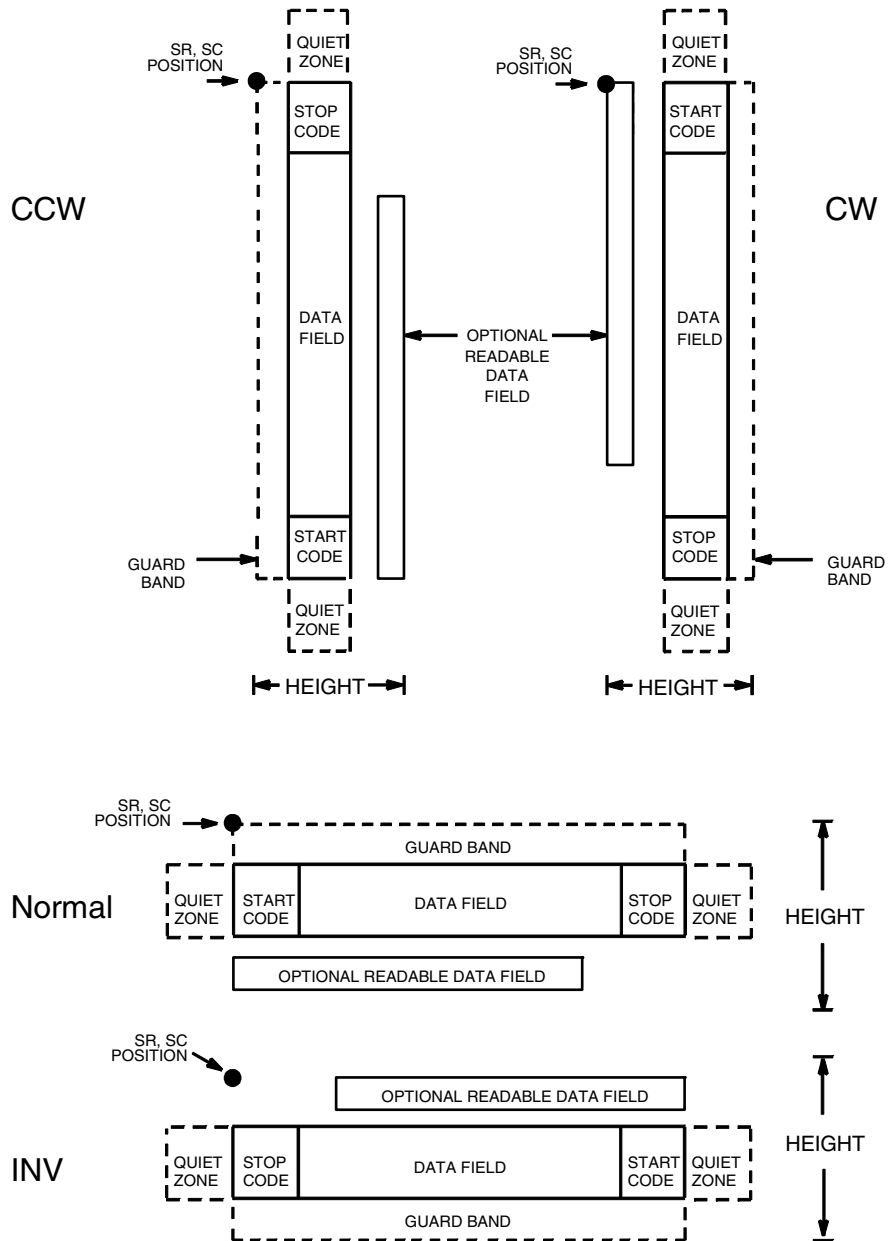 QUIET
ZONE
SR, SC
POSITION
STOP
CODE
CCW
DATA
FIELD
START
CODE
GUARD
BAND
QUIET
ZONE
HEIGHT
OPTIONAL
READABLE
DATA
FIELD
QUIET
ZONE
SR, SC
POSITION
START
CODE
CW
DATA
FIELD
STOP
CODE
GUARD
BAND
QUIET
ZONE
HEIGHT
SR, SC
POSITION
GUARD BAND
Normal
QUIET
ZONE
START
CODE
DATA FIELD
STOP
CODE
QUIET
ZONE
HEIGHT
OPTIONAL READABLE DATA FIELD
SR, SC
POSITION
OPTIONAL READABLE DATA FIELD
INV
QUIET
ZONE
STOP
CODE
DATA FIELD
START
CODE
QUIET
ZONE
HEIGHT
GUARD BAND